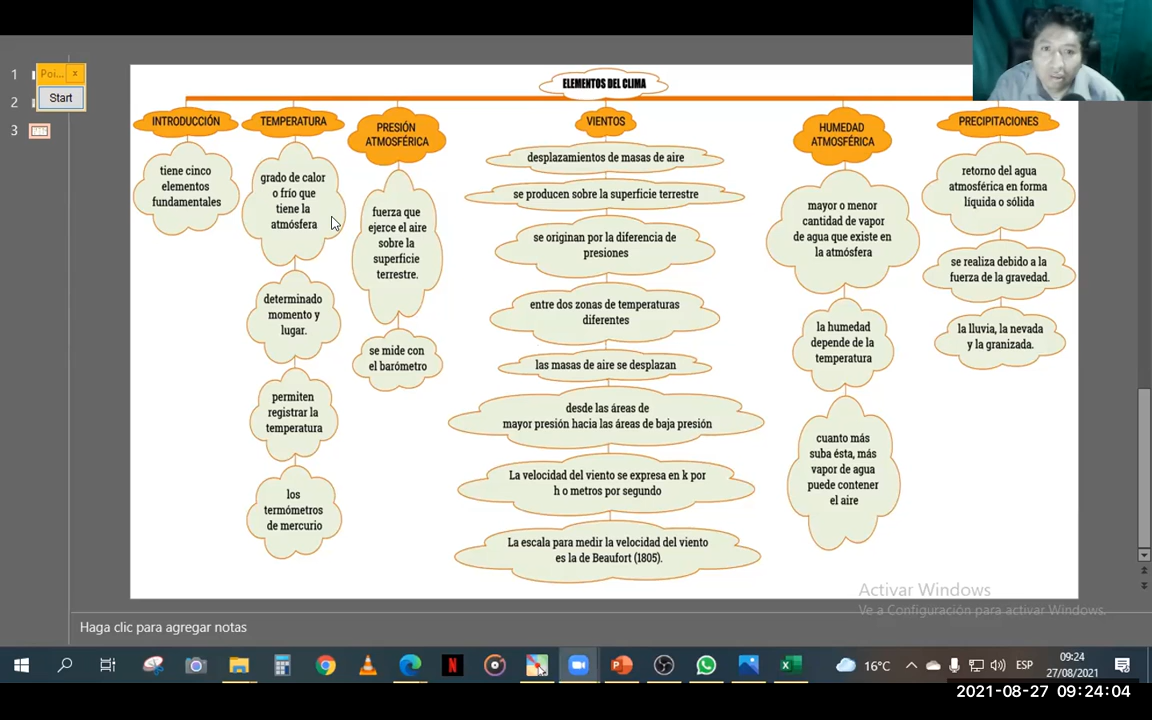 1
Poi...
x
Start
2
3
ELEMENTOS DEL CLIMA
INTRODUCCIÓN
tiene cinco
elementos
fundamentales
TEMPERATURA
grado de calor
o frío que
tiene la
atmósfera
determinado
momento y
lugar.
permiten
registrar la
temperatura
los
termómetros
de mercurio
PRESIÓN
ATMOSFÉRICA
fuerza que
ejerce el aire
sobre la
superficie
terrestre.
se mide con
el barómetro
VIENTOS
desplazamientos de masas de aire
se producen sobre la superficie terrestre
se originan por la diferencia de
presiones
entre dos zonas de temperaturas
diferentes
las masas de aire se desplazan
desde las áreas de
mayor presión hacia las áreas de baja presión
La velocidad del viento se expresa en k por
h o metros por segundo
La escala para medir la velocidad del viento
es la de Beaufort (1805).
HUMEDAD
ATMOSFÉRICA
mayor o menor
cantidad de vapor
de agua que existe en
la atmósfera
la humedad
depende de la
temperatura
cuanto más
suba ésta, más
vapor de agua
puede contener
el aire
PRECIPITACIONES
retorno del agua
atmosférica en forma
líquida o sólida
se realiza debido a la
fuerza de la gravedad.
la lluvia, la nevada
y la granizada.
Activar Windows
Ve a Configuración para activar Windows.
Haga clic para agregar notas
16°C
ESP
09:24
27/08/2021
2021-08-27 09:24:04